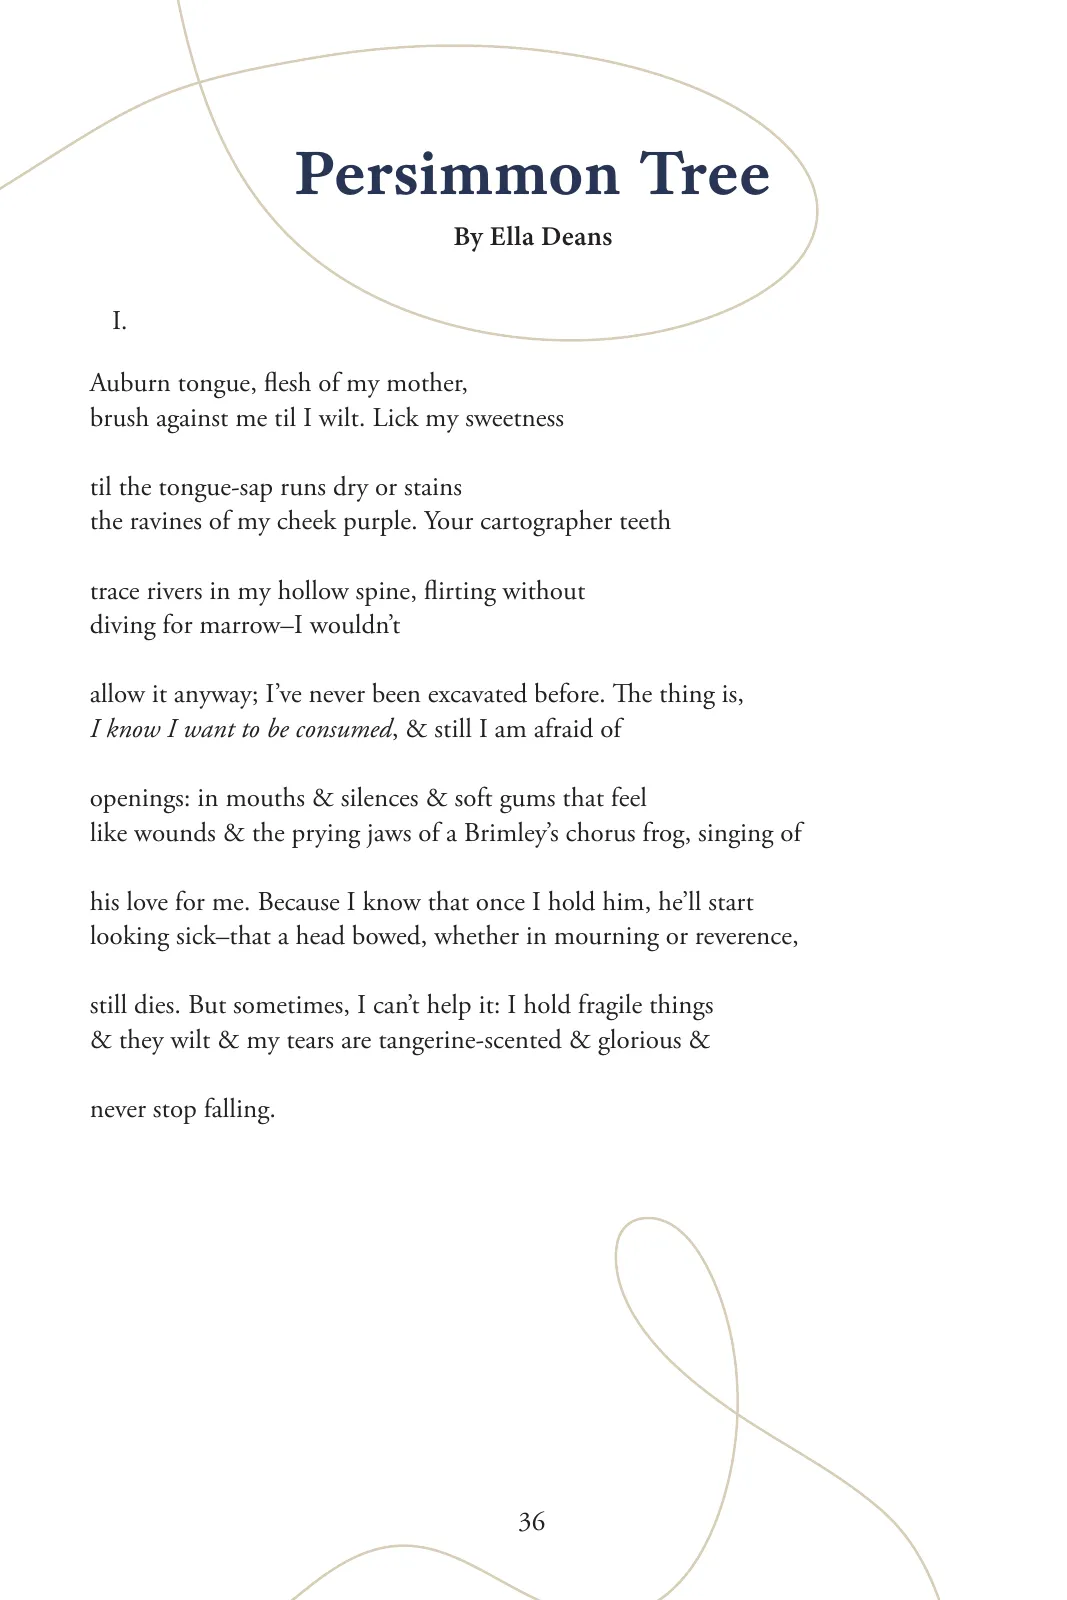 Persimmon Tree
By Ella Deans
I.
Auburn tongue, flesh of my mother,
brush against me til I wilt. Lick my sweetness
til the tongue-sap runs dry or stains
the ravines of my cheek purple. Your cartographer teeth
trace rivers in my hollow spine, flirting without
diving for marrow–I wouldn’t
allow it anyway; I’ve never been excavated before. The thing is,
I know I want to be consumed, & still I am afraid of
openings: in mouths & silences & soft gums that feel
like wounds & the prying jaws of a Brimley’s chorus frog, singing of
his love for me. Because I know that once I hold him, he’ll start
looking sick–that a head bowed, whether in mourning or reverence,
still dies. But sometimes, I can’t help it: I hold fragile things
& they wilt & my tears are tangerine-scented & glorious &
never stop falling.
36